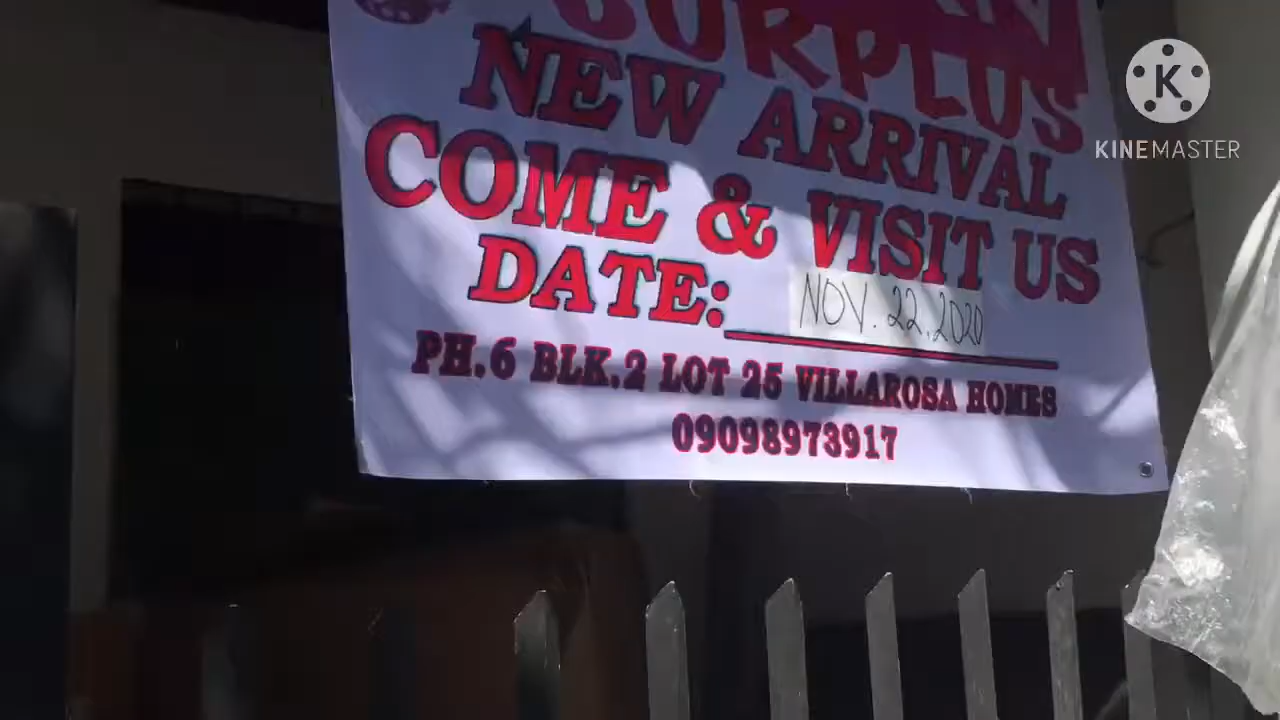 SURPLUS
NEW ARRIVAL
COME & VISIT US
DATE: NOV. 22, 2020
PH.6 BLK.2 LOT 25 VILLAROSA HOMES
09098973917
K
KINEMASTER